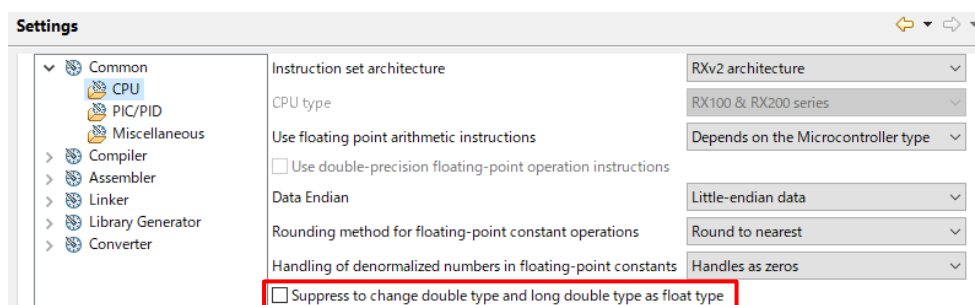 Settings
Common
CPU
PIC/PID
Miscellaneous
Compiler
Assembler
Linker
Library Generator
Converter
Instruction set architecture RXv2 architecture
CPU type RX100 & RX200 series
Use floating point arithmetic instructions Depends on the Microcontroller type
Use double-precision floating-point operation instructions
Data Endian Little-endian data
Rounding method for floating-point constant operations Round to nearest
Handling of denormalized numbers in floating-point constants Handles as zeros
Suppress to change double type and long double type as float type